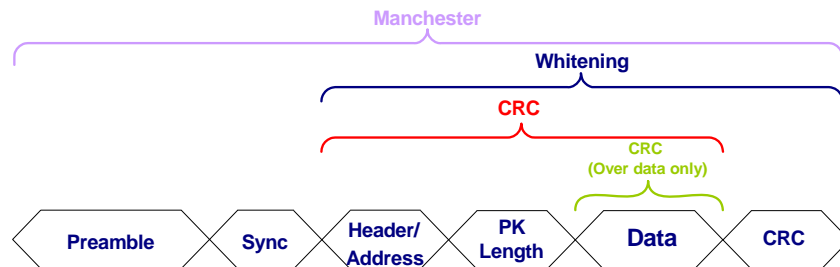 Manchester
Whitening
CRC
CRC
(Over data only)
Preamble
Sync
Header/
Address
PK
Length
Data
CRC